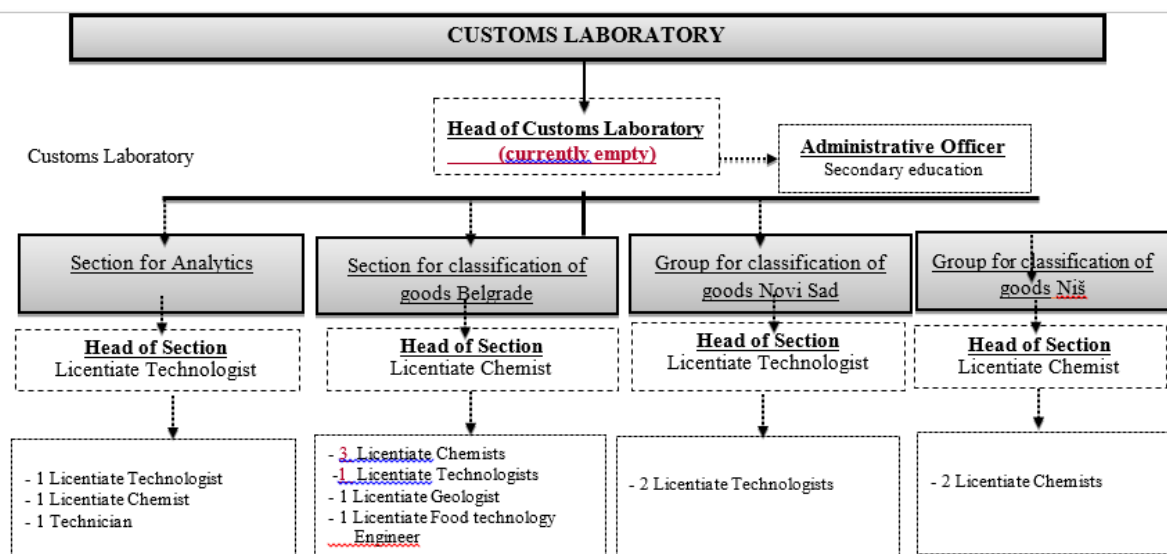 CUSTOMS LABORATORY
Head of Customs Laboratory
(currently empty)
Customs Laboratory
Administrative Officer
Secondary education
Section for Analytics
Section for classification of
goods Belgrade
Group for classification of
goods Novi Sad
Group for classification of
goods Niš
Head of Section
Licentiate Technologist
Head of Section
Licentiate Chemist
Head of Section
Licentiate Technologist
Head of Section
Licentiate Chemist
- 1 Licentiate Technologist
- 1 Licentiate Chemist
- 1 Technician
- 3 Licentiate Chemists
-1 Licentiate Technologists
- 1 Licentiate Geologist
- 1 Licentiate Food technology
Engineer
- 2 Licentiate Technologists
- 2 Licentiate Chemists